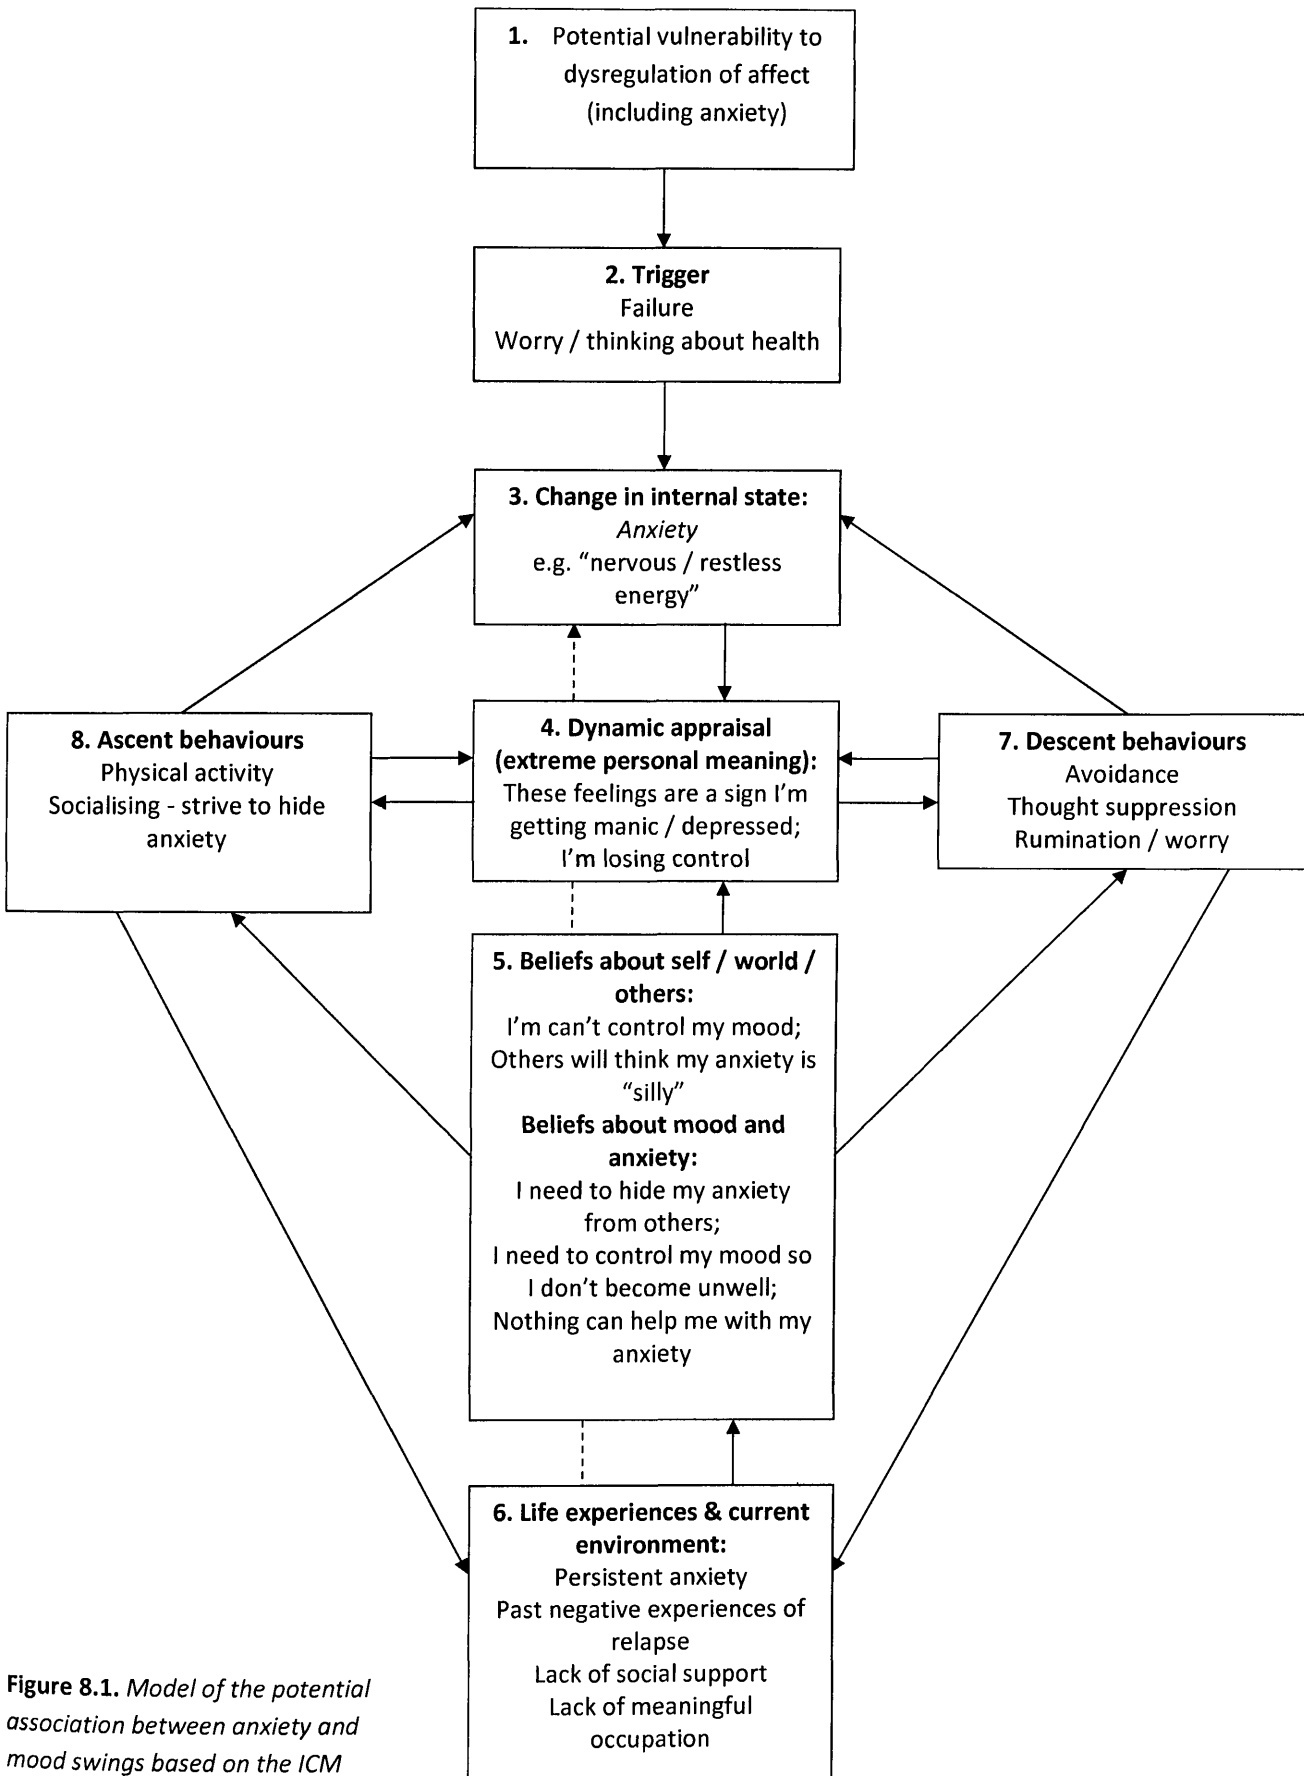 1. Potential vulnerability to
dysregulation of affect
(including anxiety)
2. Trigger
Failure
Worry / thinking about health
3. Change in internal state:
Anxiety
e.g. “nervous / restless
energy”
8. Ascent behaviours
Physical activity
Socialising - strive to hide
anxiety
4. Dynamic appraisal
(extreme personal meaning):
These feelings are a sign I’m
getting manic / depressed;
I’m losing control
7. Descent behaviours
Avoidance
Thought suppression
Rumination / worry
5. Beliefs about self / world /
others:
I’m can’t control my mood;
Others will think my anxiety is
“silly”
Beliefs about mood and
anxiety:
I need to hide my anxiety
from others;
I need to control my mood so
I don’t become unwell;
Nothing can help me with my
anxiety
6. Life experiences & current
environment:
Persistent anxiety
Past negative experiences of
relapse
Lack of social support
Lack of meaningful
occupation
Figure 8.1. Model of the potential
association between anxiety and
mood swings based on the ICM